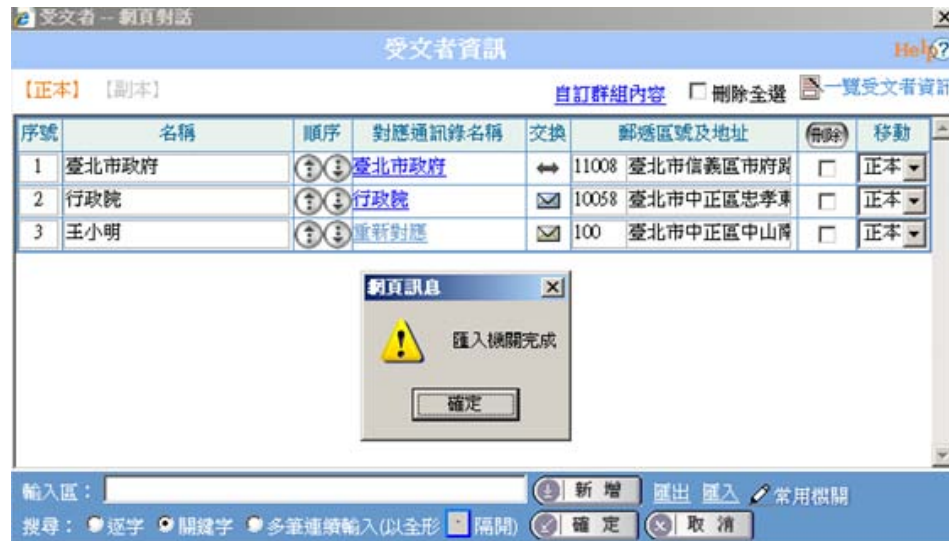 受文者 -- 網頁對話
受文者資訊
Help?
【正本】 【副本】 自訂群組內容 刪除全選 一覽受文者資訊
序號 名稱 順序 對應通訊錄名稱 交換 郵遞區號及地址 刪除 移動
1 臺北市政府 臺北市政府 11008 臺北市信義區市府路 正本
2 行政院 行政院 10058 臺北市中正區忠孝東 正本
3 王小明 重新對應 100 臺北市中正區中山南 正本
網頁訊息
匯入機關完成
確定
輸入區： 新增 匯出 匯入 常用機關
搜尋： 逐字 關鍵字 多筆連續輸入(以全形 隔開) 確定 取消